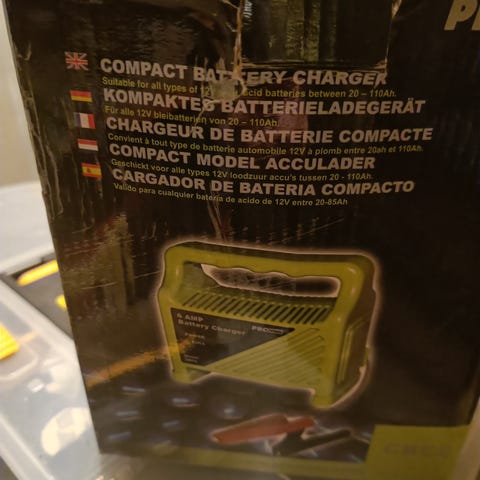 COMPACT BATTERY CHARGER
Suitable for all types of 12V acid batteries between 20 - 110Ah.
KOMPAKTES BATTERIELADEGERÄT
Für alle 12V bleibatterien von 20 - 110Ah.
CHARGEUR DE BATTERIE COMPACTE
Convient à tout type de batterie automobile 12V à plomb entre 20ah et 110Ah.
COMPACT MODEL ACCULADER
Geschickt voor alle types 12V loodzuur accu's tussen 20 - 110Ah.
CARGADOR DE BATERIA COMPACTO
Valido para cualquier bateria de acido de 12V entre 20-85Ah
6 AMP
Battery Charger
PRO